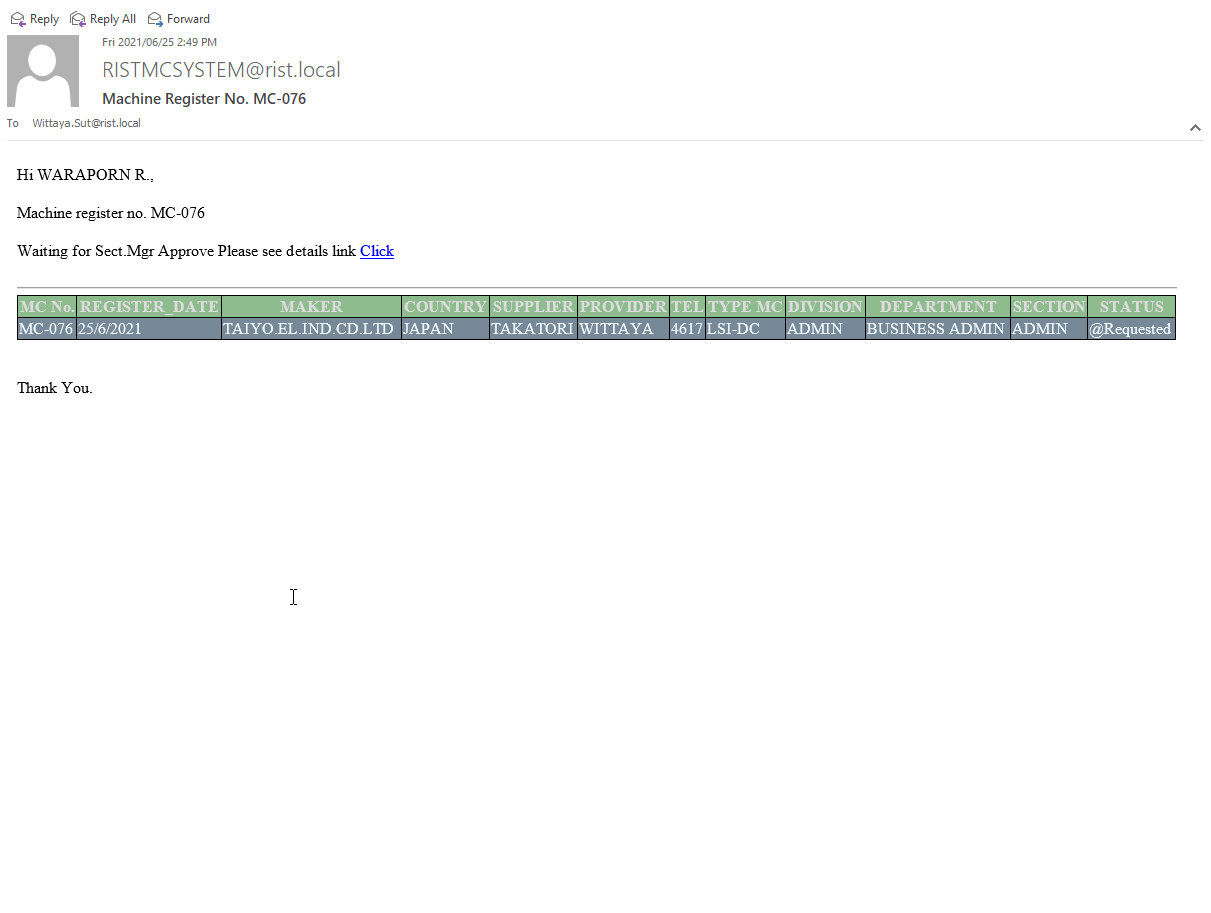 Reply Reply All Forward
Fri 2021/06/25 2:49 PM
RISTMCSYSTEM@rist.local
Machine Register No. MC-076
To Wittaya.Sut@rist.local
Hi WARAPORN R.,
Machine register no. MC-076
Waiting for Sect.Mgr Approve Please see details link Click
MC No. REGISTER_DATE MAKER COUNTRY SUPPLIER PROVIDER TEL TYPE MC DIVISION DEPARTMENT SECTION STATUS
MC-076 25/6/2021 TAIYO.EL.IND.CD.LTD JAPAN TAKATORI WITTAYA 4617 LSI-DC ADMIN BUSINESS ADMIN ADMIN @Requested
Thank You.